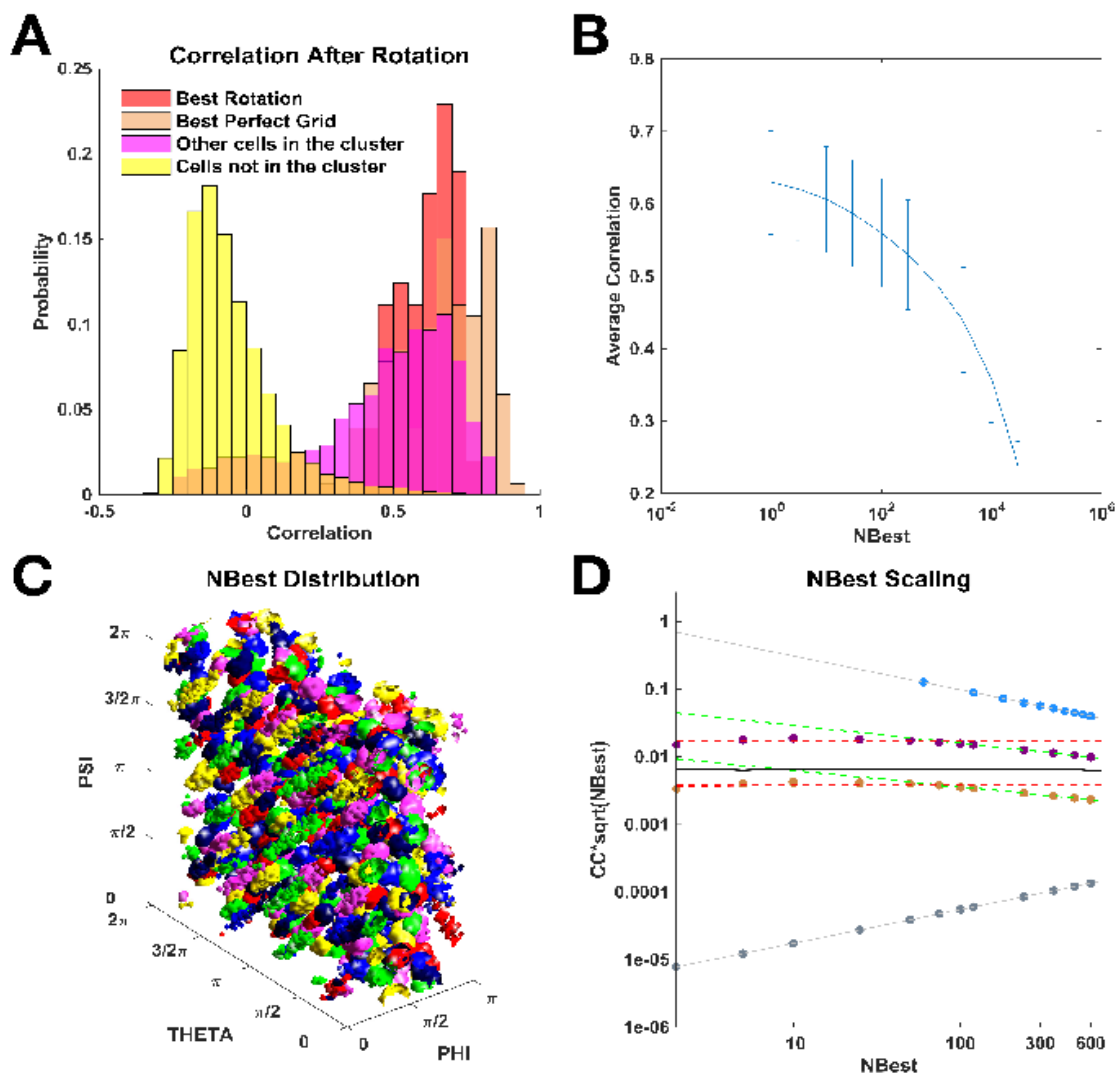 A
Correlation After Rotation
0.25
0.2
0.15
0.1
0.05
0
Probability
Best Rotation
Best Perfect Grid
Other cells in the cluster
Cells not in the cluster
-0.5
0
0.5
1
Correlation
B
0.8
0.7
0.6
0.5
0.4
0.3
0.2
Average Correlation
10^-2
10^0
10^2
10^4
10^6
NBest
C
NBest Distribution
2π
3/2π
π
π/2
0
PSI
2π
3/2π
π
π/2
0
THETA
0
π/2
π
PHI
D
NBest Scaling
1
0.1
0.01
0.001
0.0001
1e-05
1e-06
CC*sqrt(NBest)
10
100
300
600
NBest